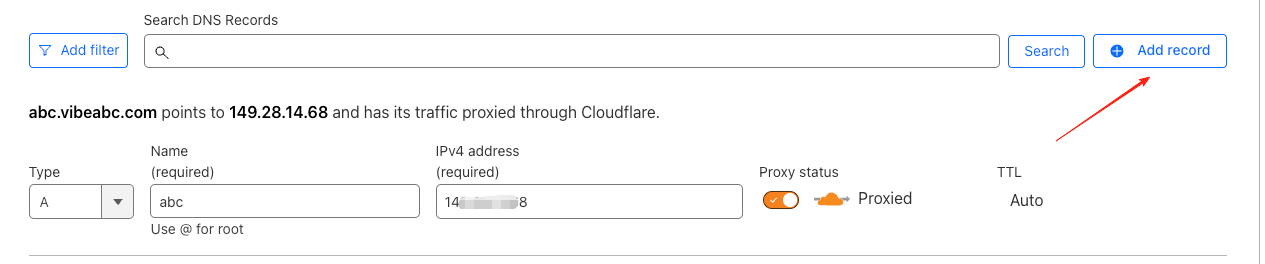 Search DNS Records
Add filter
Search
Add record
abc.vibeabc.com points to 149.28.14.68 and has its traffic proxied through Cloudflare.
Type
Name
(required)
IPv4 address
(required)
Proxy status
TTL
A
abc
14 8
Proxied
Auto
Use @ for root